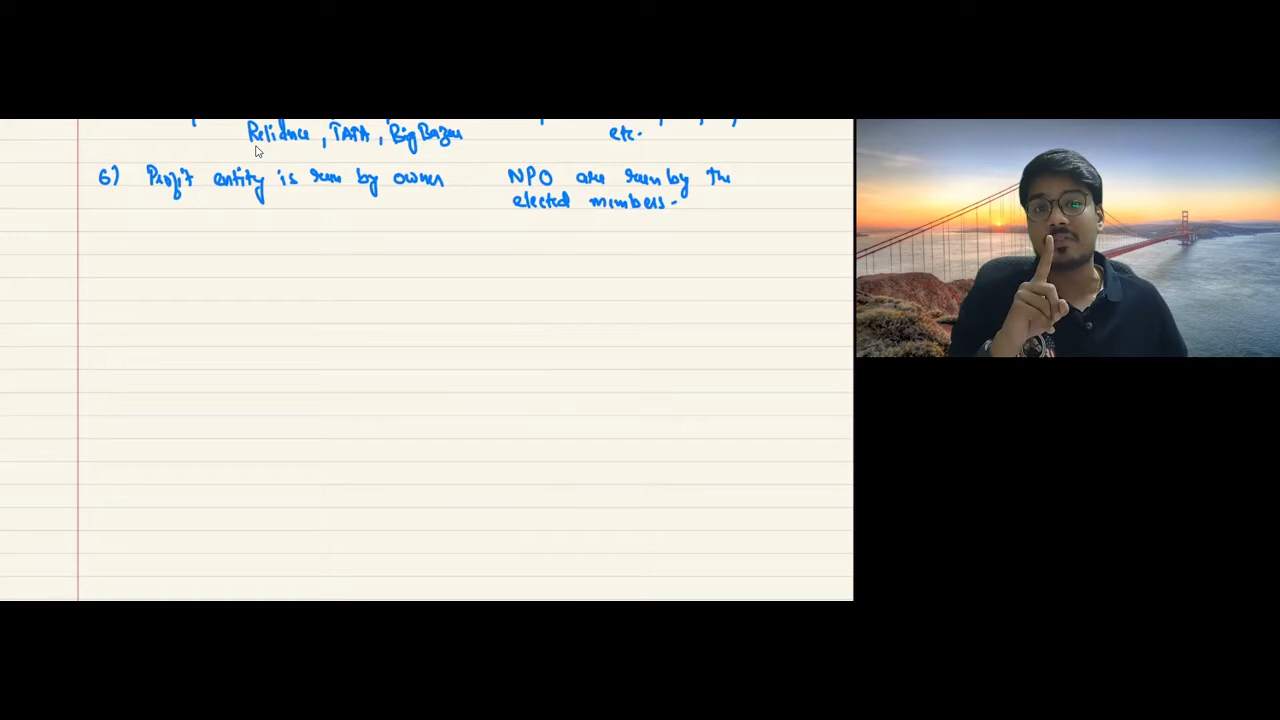 Reliance, TATA, Big Bazar
etc.
6) Profit entity is run by owner
NPO are run by the
elected members.